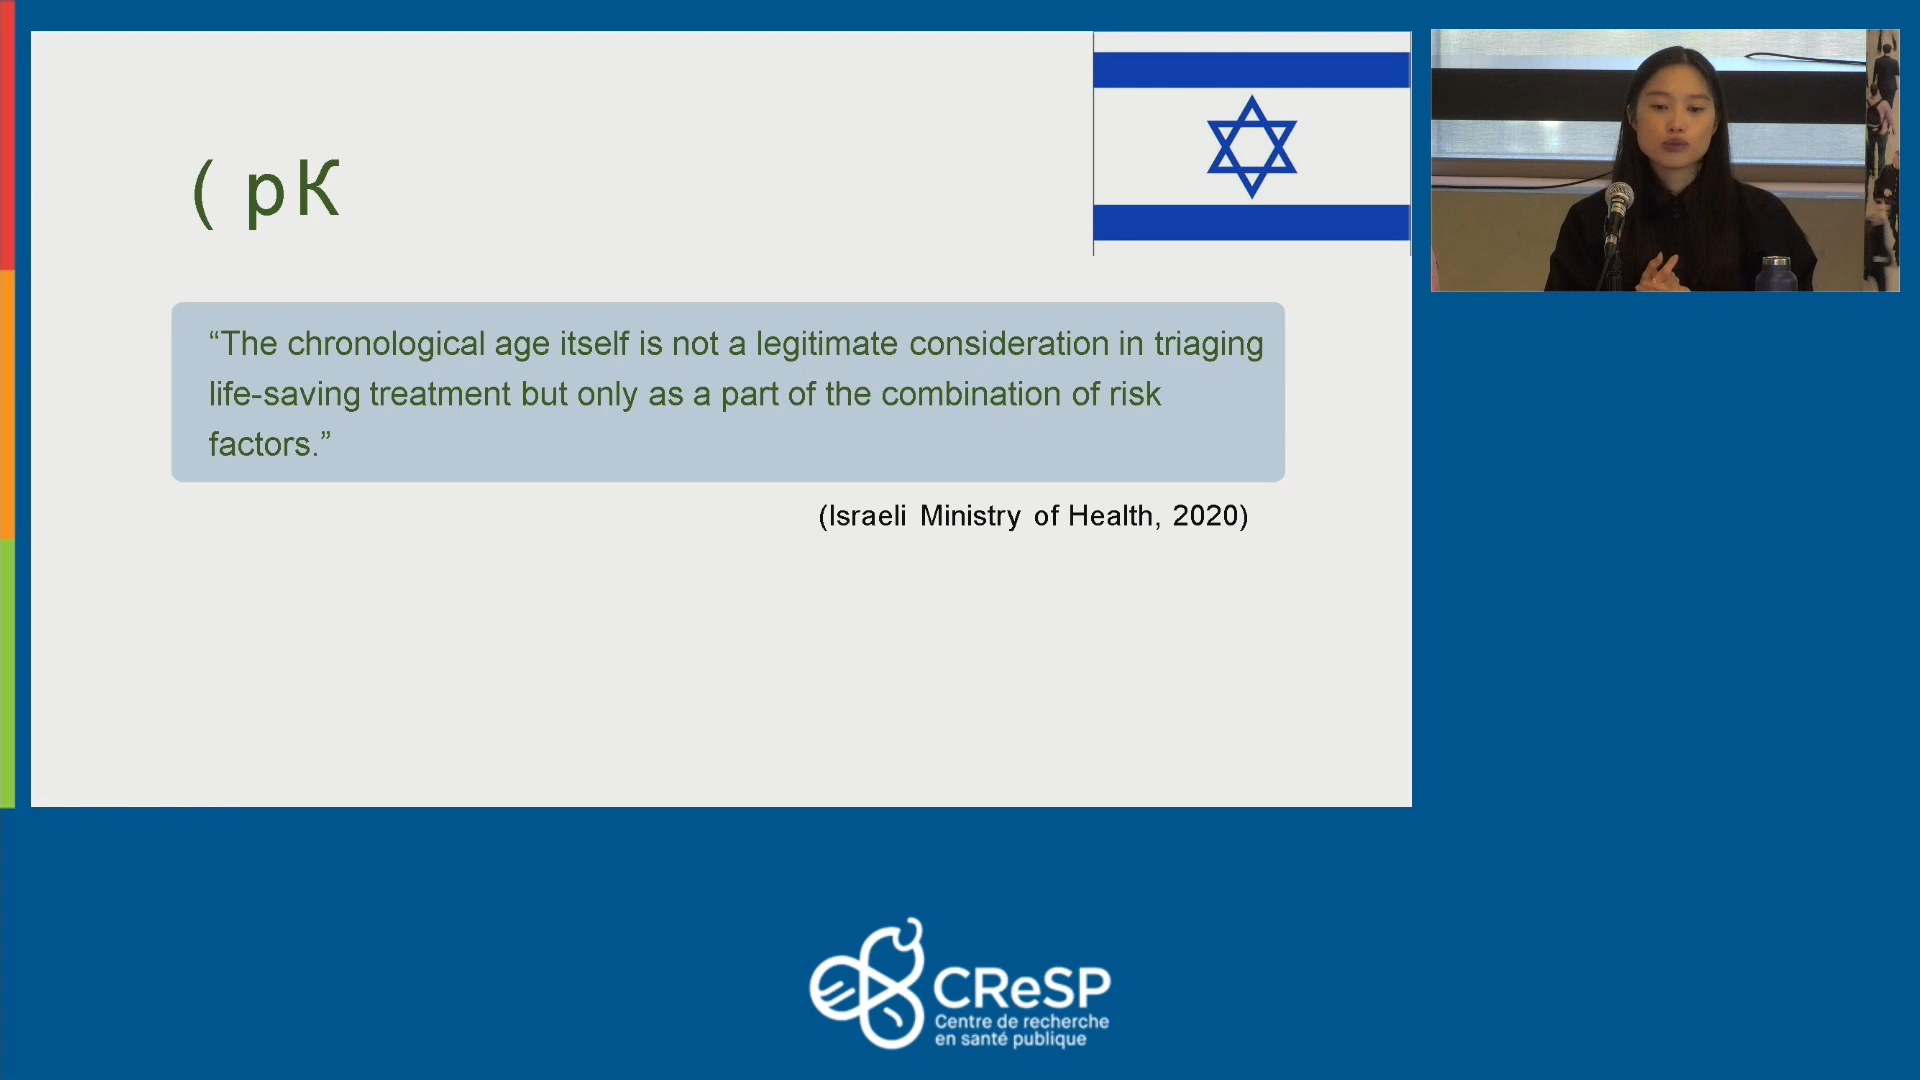 ( pK
“The chronological age itself is not a legitimate consideration in triaging
life-saving treatment but only as a part of the combination of risk
factors.”
(Israeli Ministry of Health, 2020)
CReSP
Centre de recherche
en santé publique